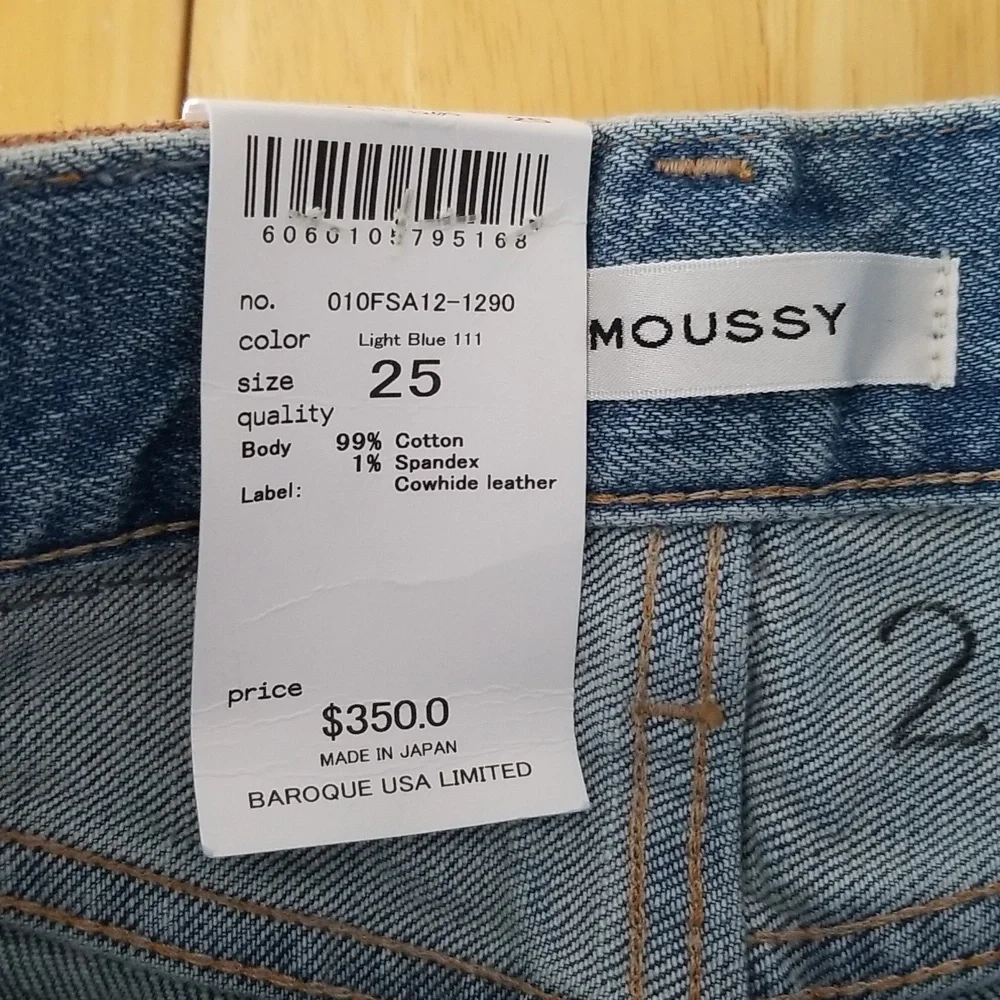 6060105795168
no. 010FSA12-1290
color Light Blue 111
size 25
quality
Body 99% Cotton
1% Spandex
Label: Cowhide leather
price
$350.0
MADE IN JAPAN
BAROQUE USA LIMITED
MOUSSY
2